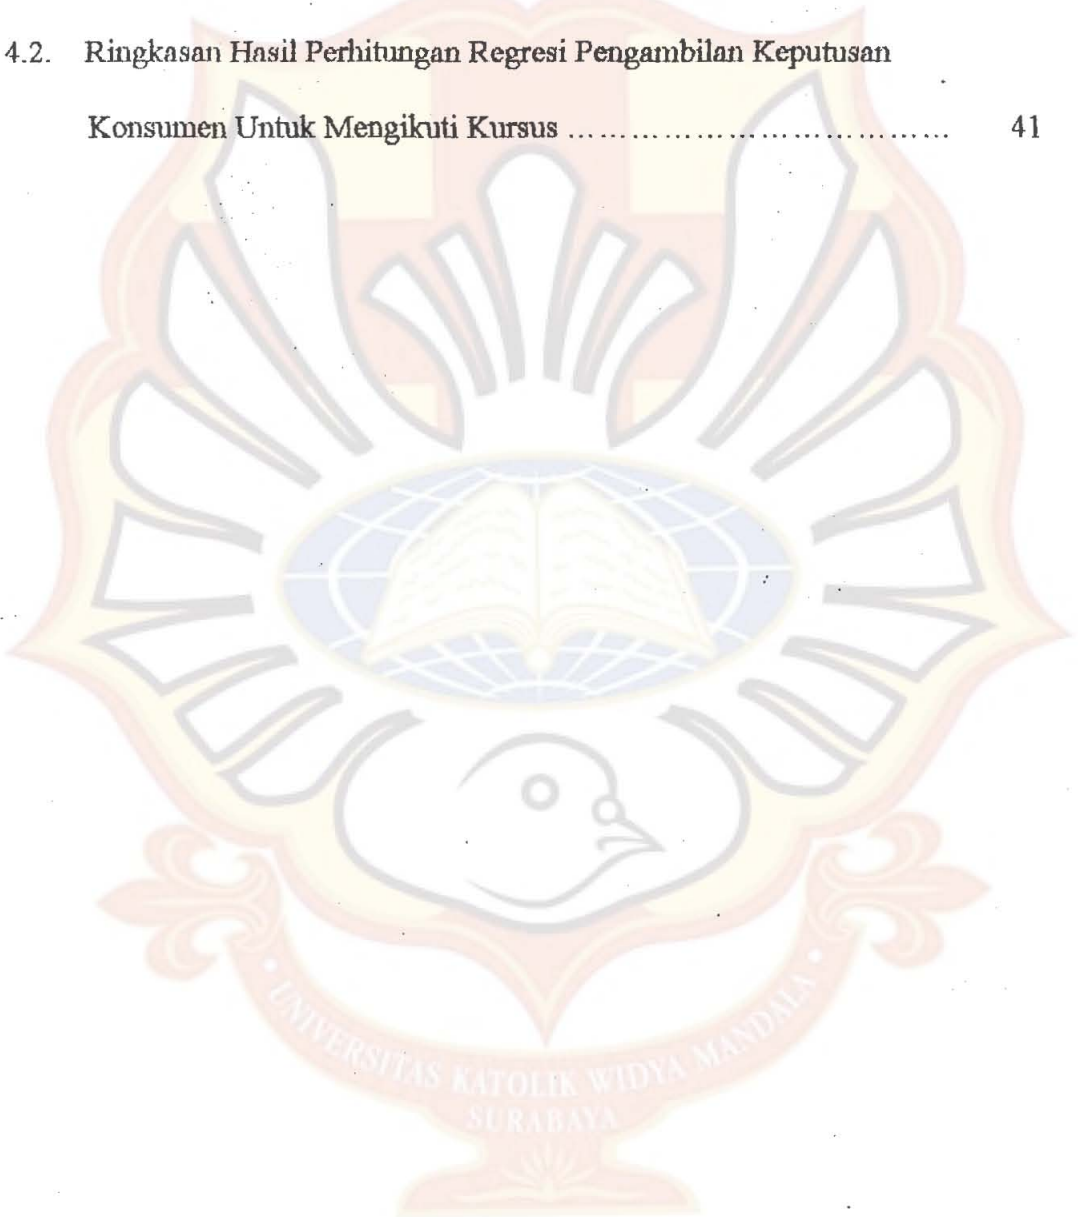 4.2. Ringkasan Hasil Perhitungan Regresi Pengambilan Keputusan
Konsumen Untuk Mengikuti Kursus ........................................ 41
UNIVERSITAS KATOLIK WIDYA MANDALA
SURABAYA